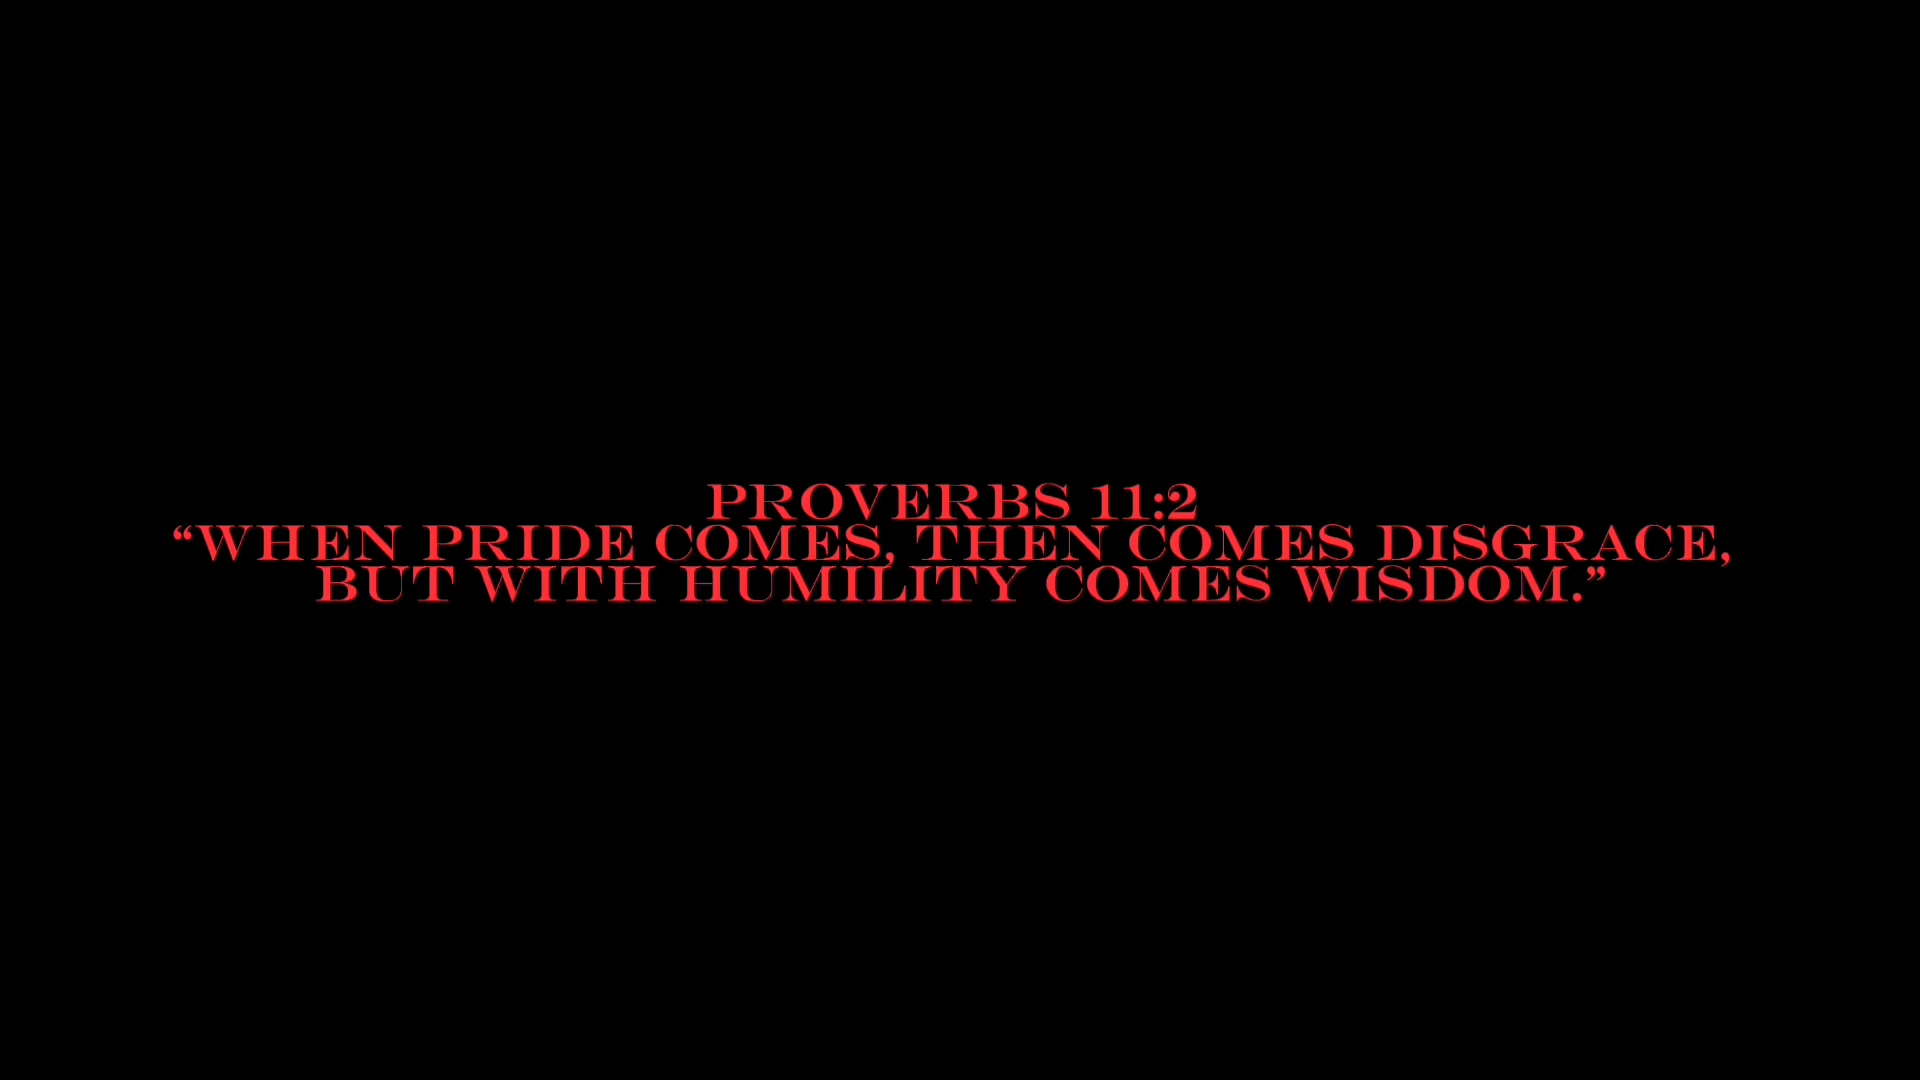 PROVERBS 11:2
“WHEN PRIDE COMES, THEN COMES DISGRACE,
BUT WITH HUMILITY COMES WISDOM.”